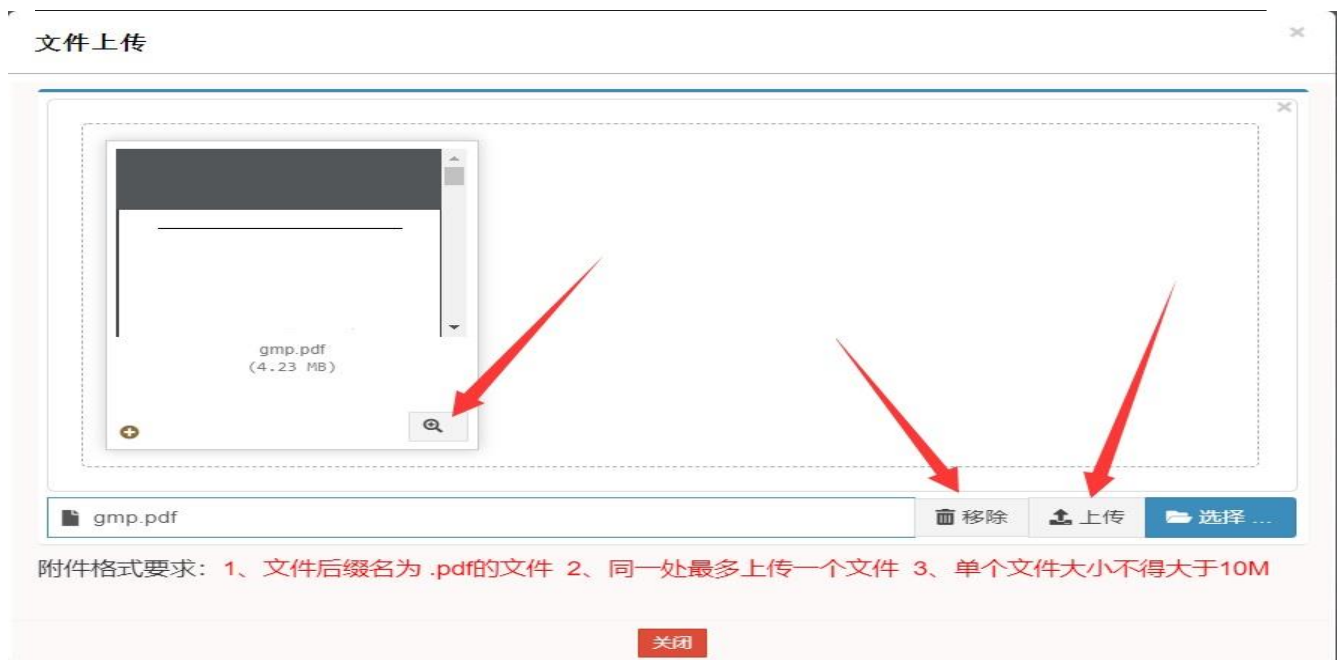 文件上传
gmp.pdf
(4.23 MB)
gmp.pdf
移除
上传
选择 ...
附件格式要求：1、文件后缀名为 .pdf的文件 2、同一处最多上传一个文件 3、单个文件大小不得大于10M
关闭